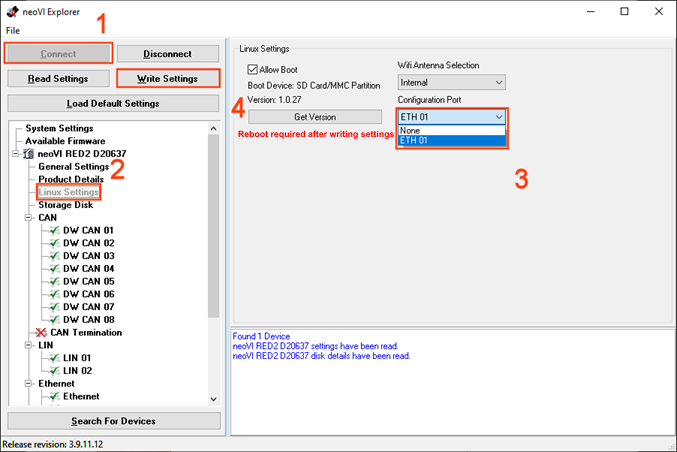 neoVI Explorer
File
1
Connect
Disconnect
Read Settings
Write Settings
Load Default Settings
System Settings
Available Firmware
neoVI RED2 D20637
General Settings
2
Product Details
Linux Settings
Storage Disk
CAN
DW CAN 01
DW CAN 02
DW CAN 03
DW CAN 04
DW CAN 05
DW CAN 06
DW CAN 07
DW CAN 08
CAN Termination
LIN
LIN 01
LIN 02
Ethernet
Ethernet
Search For Devices
Linux Settings
Allow Boot
Boot Device: SD Card/MMC Partition
Version: 1.0.27
4
Get Version
Reboot required after writing settings
Wifi Antenna Selection
Internal
Configuration Port
ETH 01
None
ETH 01
3
Found 1 Device
neoVI RED2 D20637 settings have been read.
neoVI RED2 D20637 disk details have been read.
Release revision: 3.9.11.12